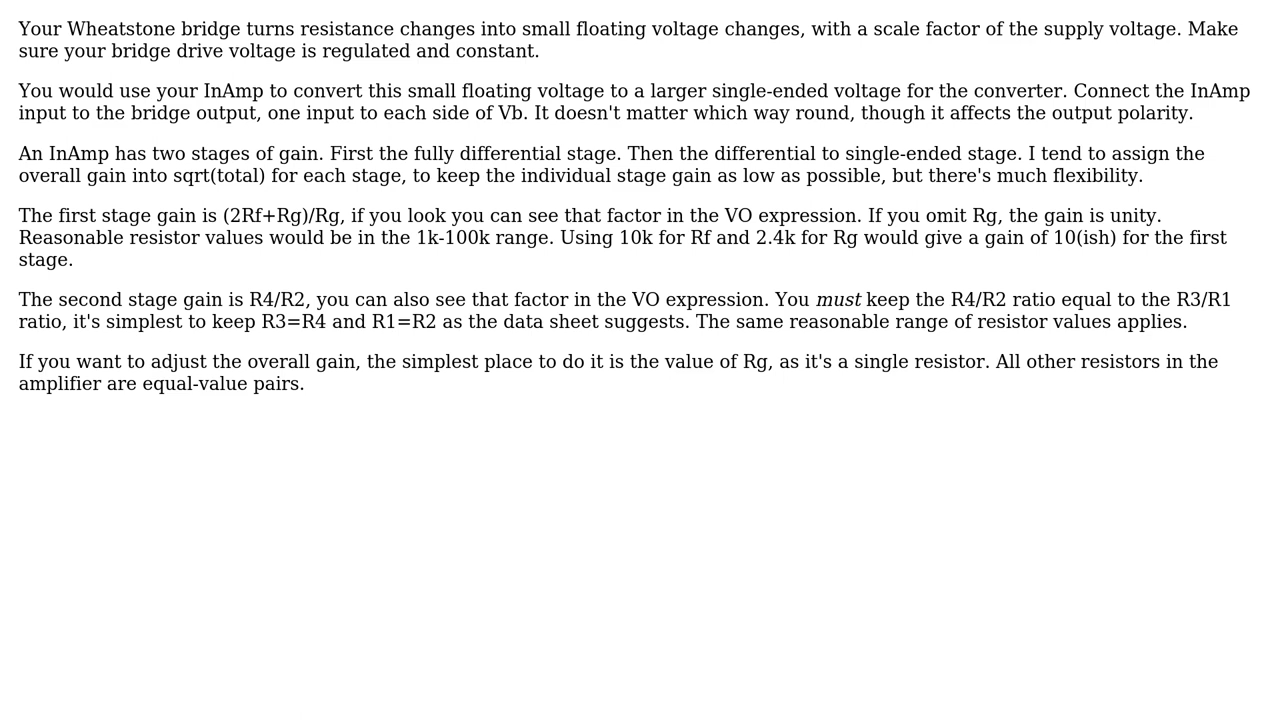 Your Wheatstone bridge turns resistance changes into small floating voltage changes, with a scale factor of the supply voltage. Make
sure your bridge drive voltage is regulated and constant.
You would use your InAmp to convert this small floating voltage to a larger single-ended voltage for the converter. Connect the InAmp
input to the bridge output, one input to each side of Vb. It doesn't matter which way round, though it affects the output polarity.
An InAmp has two stages of gain. First the fully differential stage. Then the differential to single-ended stage. I tend to assign the
overall gain into sqrt(total) for each stage, to keep the individual stage gain as low as possible, but there's much flexibility.
The first stage gain is (2Rf+Rg)/Rg, if you look you can see that factor in the VO expression. If you omit Rg, the gain is unity.
Reasonable resistor values would be in the 1k-100k range. Using 10k for Rf and 2.4k for Rg would give a gain of 10(ish) for the first
stage.
The second stage gain is R4/R2, you can also see that factor in the VO expression. You must keep the R4/R2 ratio equal to the R3/R1
ratio, it's simplest to keep R3=R4 and R1=R2 as the data sheet suggests. The same reasonable range of resistor values applies.
If you want to adjust the overall gain, the simplest place to do it is the value of Rg, as it's a single resistor. All other resistors in the
amplifier are equal-value pairs.